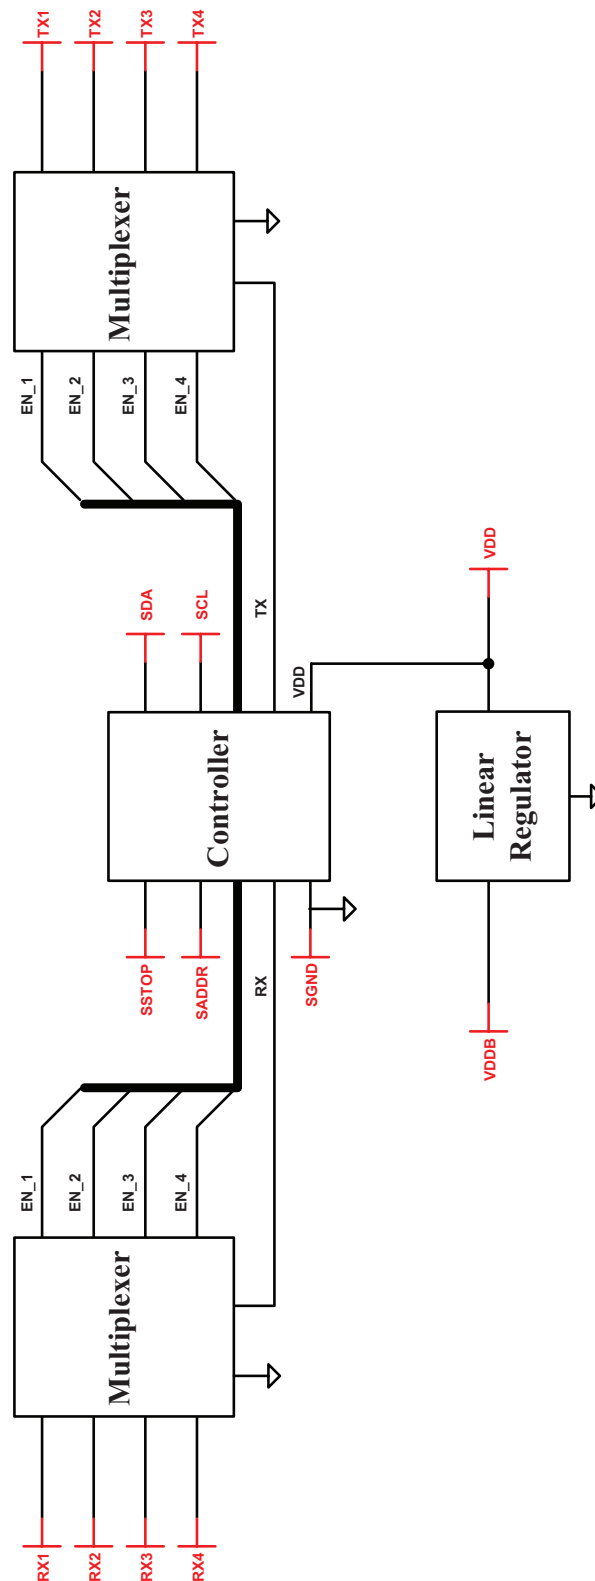 RX1
RX2
RX3
RX4
Multiplexer
EN_1
EN_2
EN_3
EN_4
RX
SSTOP
SADDR
SGND
Controller
SDA
SCL
TX
VDD
EN_1
EN_2
EN_3
EN_4
Multiplexer
TX1
TX2
TX3
TX4
VDDB
Linear
Regulator
VDD